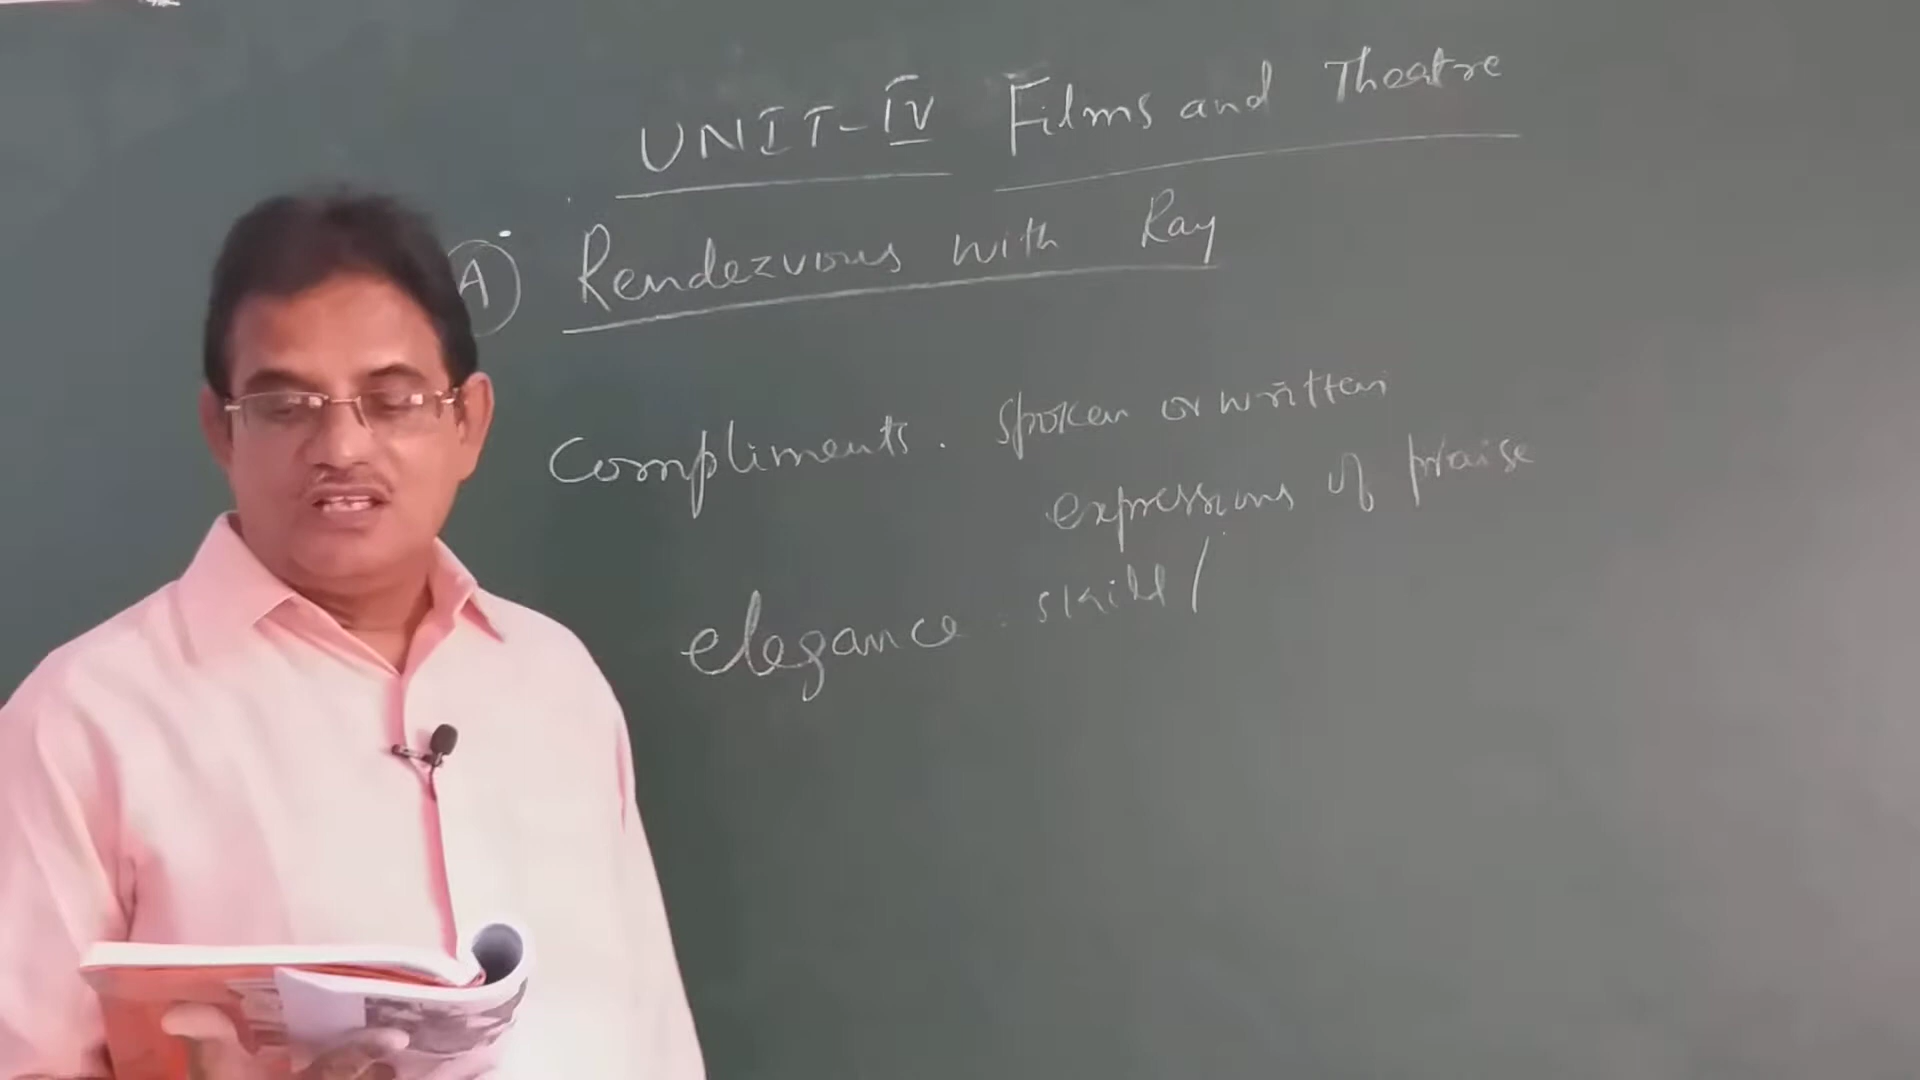 UNIT-IV Films and Theatre
A Rendezvous with Ray
Compliments. spoken or written
expressions of praise
elegance. skill/